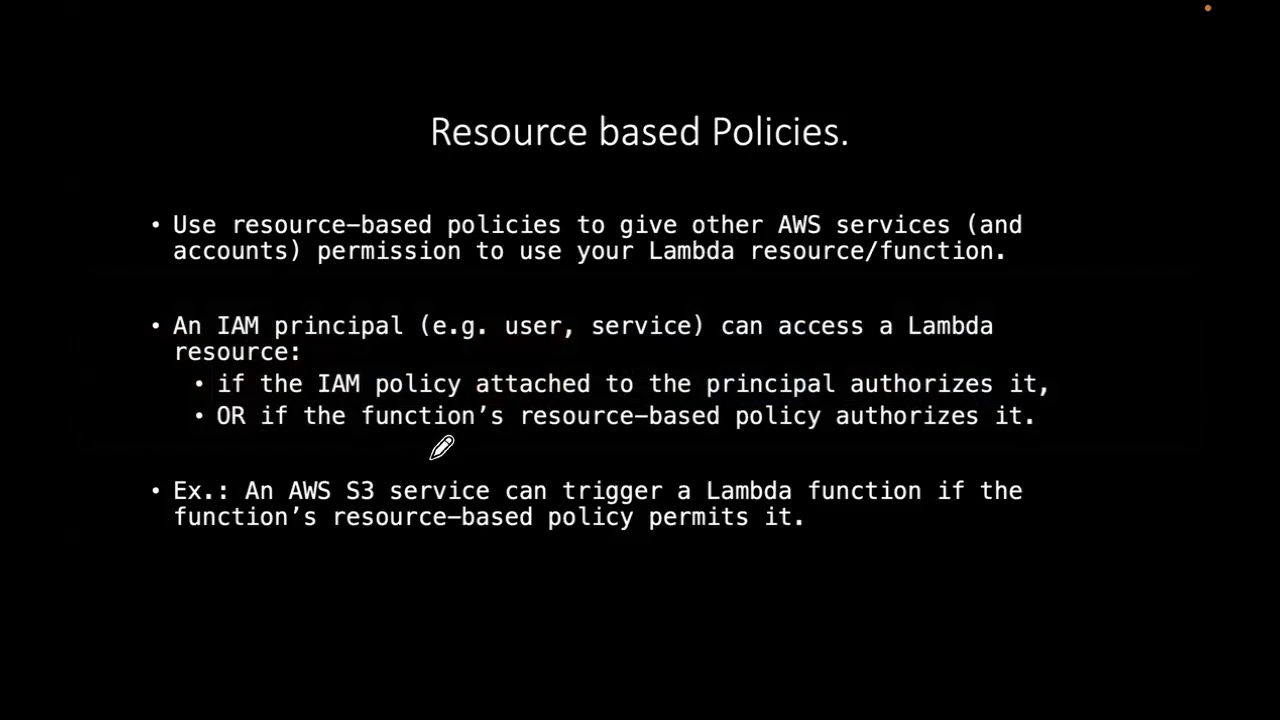 Resource based Policies.
• Use resource-based policies to give other AWS services (and
accounts) permission to use your Lambda resource/function.
• An IAM principal (e.g. user, service) can access a Lambda
resource:
• if the IAM policy attached to the principal authorizes it,
• OR if the function’s resource-based policy authorizes it.
• Ex.: An AWS S3 service can trigger a Lambda function if the
function’s resource-based policy permits it.